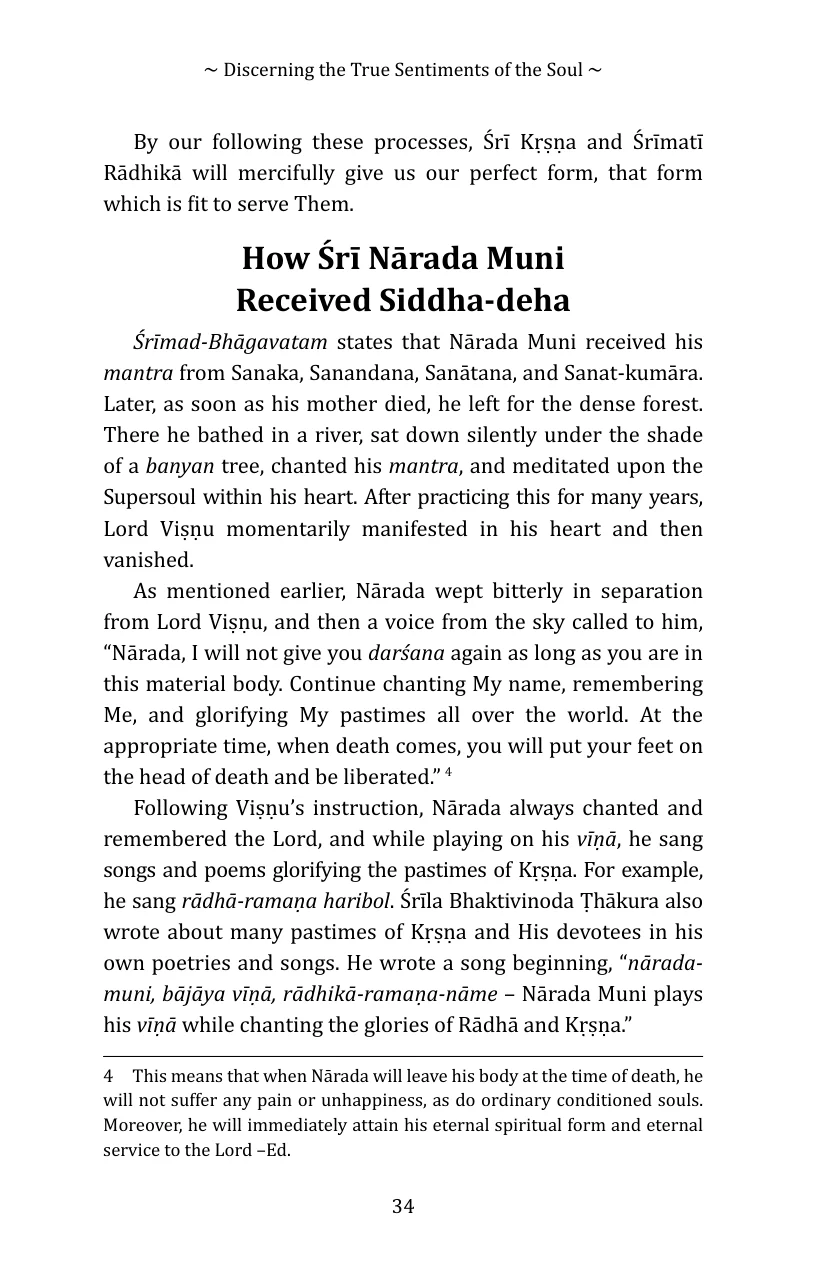 ~ Discerning the True Sentiments of the Soul ~
By our following these processes, Śrī Kṛṣṇa and Śrīmatī
Rādhikā will mercifully give us our perfect form, that form
which is fit to serve Them.
How Śrī Nārada Muni
Received Siddha-deha
Śrīmad-Bhāgavatam states that Nārada Muni received his
mantra from Sanaka, Sanandana, Sanātana, and Sanat-kumāra.
Later, as soon as his mother died, he left for the dense forest.
There he bathed in a river, sat down silently under the shade
of a banyan tree, chanted his mantra, and meditated upon the
Supersoul within his heart. After practicing this for many years,
Lord Viṣṇu momentarily manifested in his heart and then
vanished.
As mentioned earlier, Nārada wept bitterly in separation
from Lord Viṣṇu, and then a voice from the sky called to him,
“Nārada, I will not give you darśana again as long as you are in
this material body. Continue chanting My name, remembering
Me, and glorifying My pastimes all over the world. At the
appropriate time, when death comes, you will put your feet on
the head of death and be liberated.” 4
Following Viṣṇu’s instruction, Nārada always chanted and
remembered the Lord, and while playing on his vīṇā, he sang
songs and poems glorifying the pastimes of Kṛṣṇa. For example,
he sang rādhā-ramaṇa haribol. Śrīla Bhaktivinoda Ṭhākura also
wrote about many pastimes of Kṛṣṇa and His devotees in his
own poetries and songs. He wrote a song beginning, “nārada-
muni, bājāya vīṇā, rādhikā-ramaṇa-nāme – Nārada Muni plays
his vīṇā while chanting the glories of Rādhā and Kṛṣṇa.”
4 This means that when Nārada will leave his body at the time of death, he
will not suffer any pain or unhappiness, as do ordinary conditioned souls.
Moreover, he will immediately attain his eternal spiritual form and eternal
service to the Lord –Ed.
34